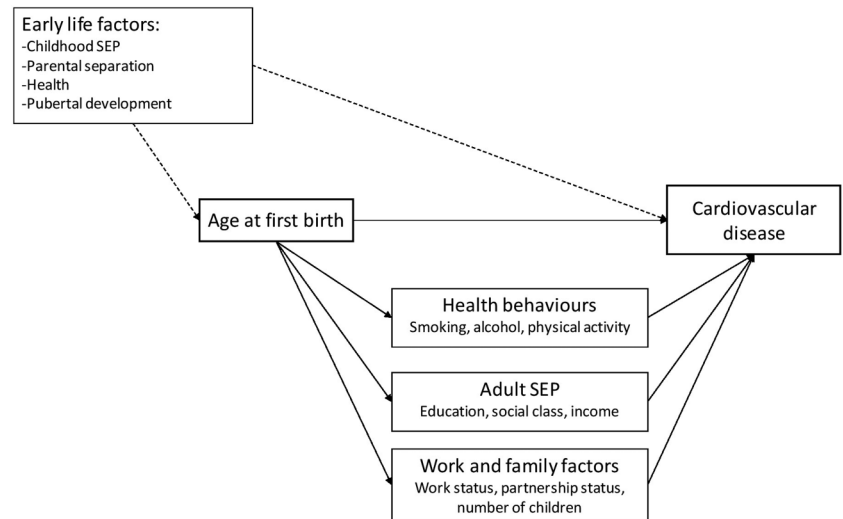 Early life factors:
-Childhood SEP
-Parental separation
-Health
-Pubertal development
Age at first birth
Cardiovascular
disease
Health behaviours
Smoking, alcohol, physical activity
Adult SEP
Education, social class, income
Work and family factors
Work status, partnership status,
number of children